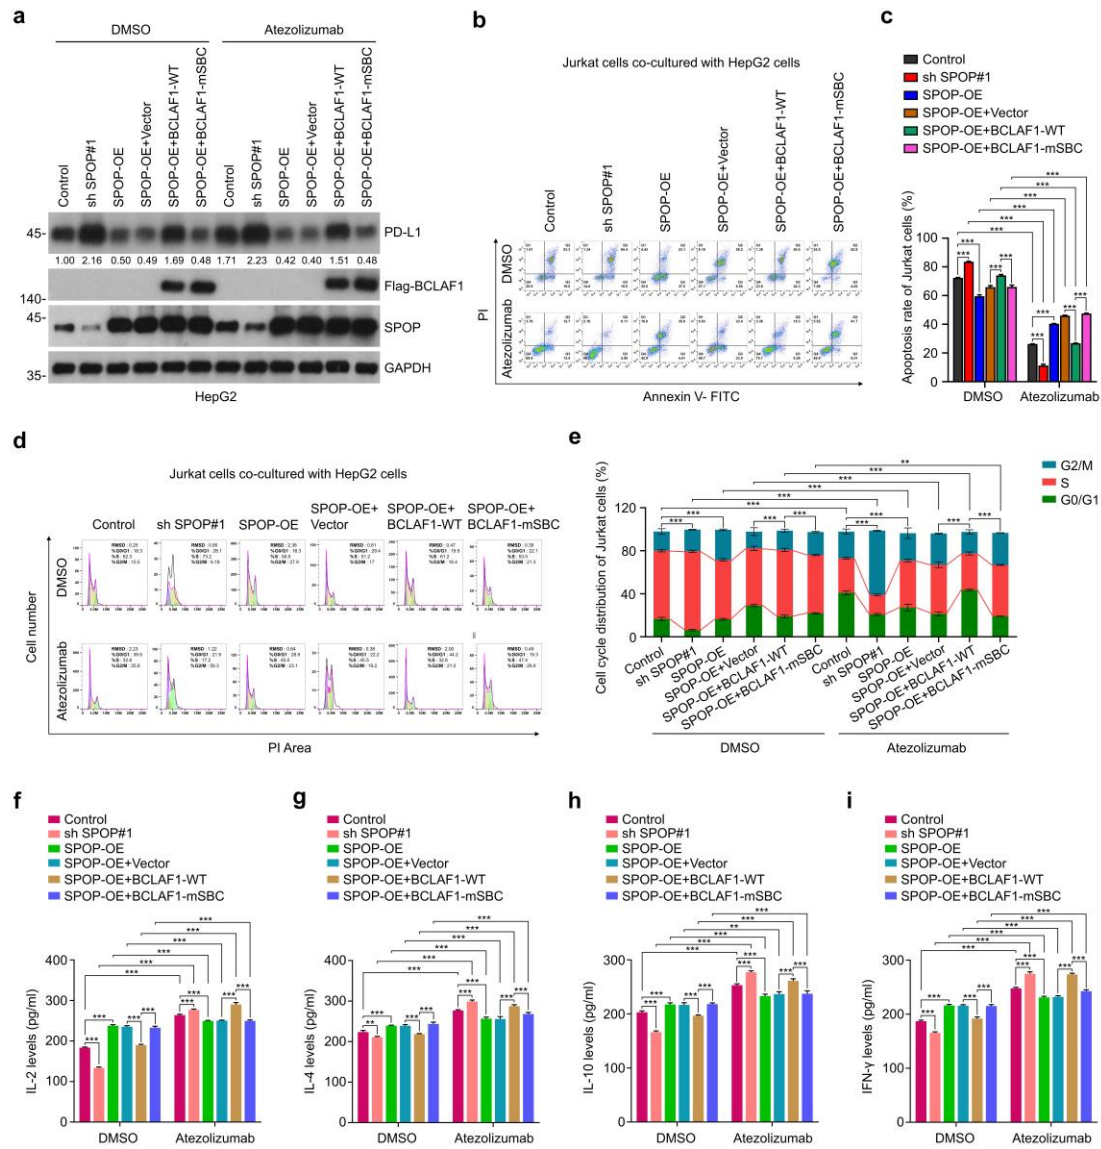 a
DMSO
Atezolizumab
Control
sh SPOP#1
SPOP-OE
SPOP-OE+Vector
SPOP-OE+BCLAF1-WT
SPOP-OE+BCLAF1-mSBC
Control
sh SPOP#1
SPOP-OE
SPOP-OE+Vector
SPOP-OE+BCLAF1-WT
SPOP-OE+BCLAF1-mSBC
45- PD-L1
1.00 2.16 0.50 0.49 1.69 0.48 1.71 2.23 0.42 0.40 1.51 0.48
Flag-BCLAF1
140-
45- SPOP
GAPDH
35-
HepG2
b
Jurkat cells co-cultured with HepG2 cells
Control
sh SPOP#1
SPOP-OE
SPOP-OE+Vector
SPOP-OE+BCLAF1-WT
SPOP-OE+BCLAF1-mSBC
DMSO
Atezolizumab
PI
Annexin V- FITC
c
Control
sh SPOP#1
SPOP-OE
SPOP-OE+Vector
SPOP-OE+BCLAF1-WT
SPOP-OE+BCLAF1-mSBC
Apoptosis rate of Jurkat cells (%)
100
80
60
40
20
0
DMSO Atezolizumab
d
Jurkat cells co-cultured with HepG2 cells
Control
sh SPOP#1
SPOP-OE
SPOP-OE+
Vector
SPOP-OE+
BCLAF1-WT
SPOP-OE+
BCLAF1-mSBC
DMSO
Atezolizumab
Cell number
PI Area
e
Cell cycle distribution of Jurkat cells (%)
G2/M
S
G0/G1
120
80
40
0
Control
sh SPOP#1
SPOP-OE
SPOP-OE+Vector
SPOP-OE+BCLAF1-WT
SPOP-OE+BCLAF1-mSBC
Control
sh SPOP#1
SPOP-OE
SPOP-OE+Vector
SPOP-OE+BCLAF1-WT
SPOP-OE+BCLAF1-mSBC
DMSO
Atezolizumab
f
Control
sh SPOP#1
SPOP-OE
SPOP-OE+Vector
SPOP-OE+BCLAF1-WT
SPOP-OE+BCLAF1-mSBC
IL-2 levels (pg/ml)
400
300
200
100
0
DMSO Atezolizumab
g
Control
sh SPOP#1
SPOP-OE
SPOP-OE+Vector
SPOP-OE+BCLAF1-WT
SPOP-OE+BCLAF1-mSBC
IL-4 levels (pg/ml)
400
300
200
100
0
DMSO Atezolizumab
h
Control
sh SPOP#1
SPOP-OE
SPOP-OE+Vector
SPOP-OE+BCLAF1-WT
SPOP-OE+BCLAF1-mSBC
IL-10 levels (pg/ml)
300
200
100
0
DMSO Atezolizumab
i
Control
sh SPOP#1
SPOP-OE
SPOP-OE+Vector
SPOP-OE+BCLAF1-WT
SPOP-OE+BCLAF1-mSBC
IFN-γ levels (pg/ml)
300
200
100
0
DMSO Atezolizumab